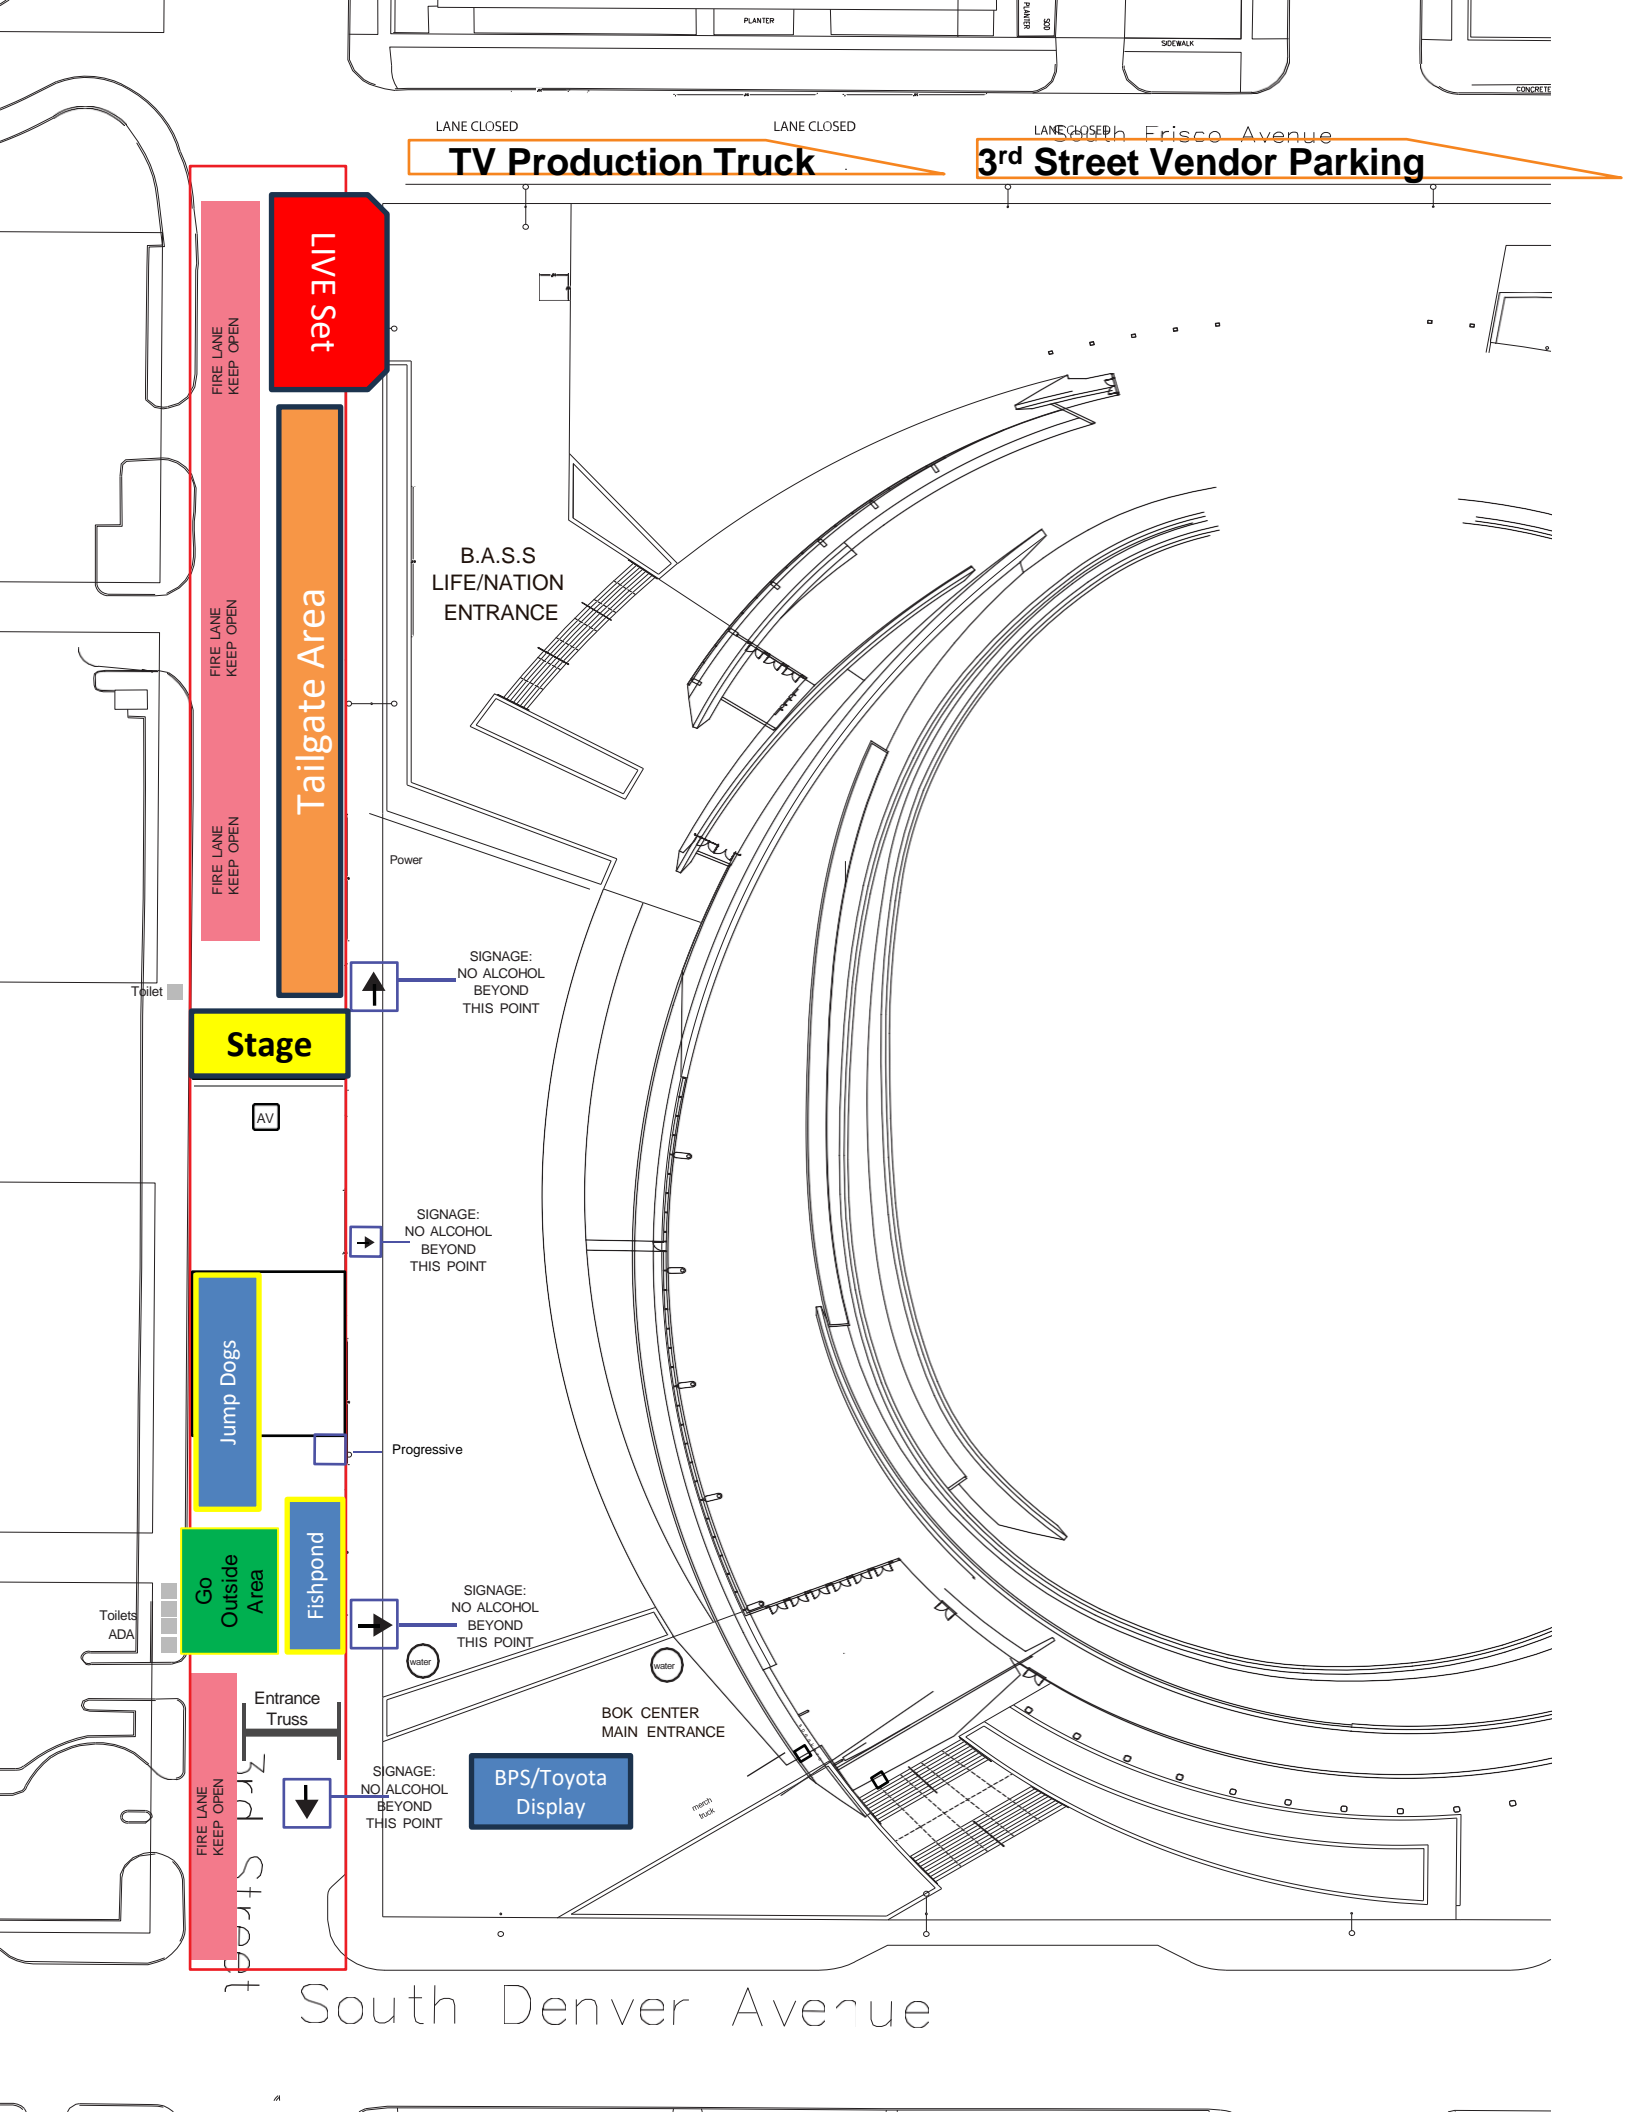 PLANTER
PLANTER
SOD
SIDEWALK
CONCRETE
LANE CLOSED
LANE CLOSED
LANE CLOSED
South Frisco Avenue
TV Production Truck
3rd Street Vendor Parking
LIVE Set
FIRE LANE
KEEP OPEN
B.A.S.S
LIFE/NATION
ENTRANCE
Tailgate Area
FIRE LANE
KEEP OPEN
FIRE LANE
KEEP OPEN
Power
SIGNAGE:
NO ALCOHOL
BEYOND
THIS POINT
Toilet
Stage
AV
SIGNAGE:
NO ALCOHOL
BEYOND
THIS POINT
Jump Dogs
Progressive
Go
Outside
Area
Fishpond
SIGNAGE:
NO ALCOHOL
BEYOND
THIS POINT
Toilets
ADA
water
water
Entrance
Truss
BOK CENTER
MAIN ENTRANCE
SIGNAGE:
NO ALCOHOL
BEYOND
THIS POINT
BPS/Toyota
Display
merch
truck
FIRE LANE
KEEP OPEN
3rd Street
South Denver Avenue